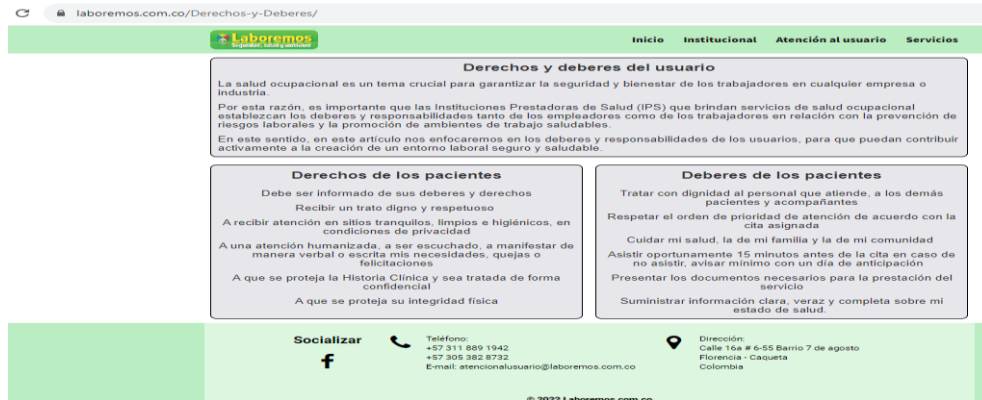 laboremos.com.co/Derechos-y-Deberes/
Laboremos
Seguridad, salud y ambiente
Inicio Institucional Atención al usuario Servicios
Derechos y deberes del usuario
La salud ocupacional es un tema crucial para garantizar la seguridad y bienestar de los trabajadores en cualquier empresa o
industria.
Por esta razón, es importante que las Instituciones Prestadoras de Salud (IPS) que brindan servicios de salud ocupacional
establezcan los deberes y responsabilidades tanto de los empleadores como de los trabajadores en relación con la prevención de
riesgos laborales y la promoción de ambientes de trabajo saludables.
En este sentido, en este artículo nos enfocaremos en los deberes y responsabilidades de los usuarios, para que puedan contribuir
activamente a la creación de un entorno laboral seguro y saludable.
Derechos de los pacientes
Debe ser informado de sus deberes y derechos
Recibir un trato digno y respetuoso
A recibir atención en sitios tranquilos, limpios e higiénicos, en
condiciones de privacidad
A una atención humanizada, a ser escuchado, a manifestar de
manera verbal o escrita mis necesidades, quejas o
felicitaciones
A que se proteja la Historia Clínica y sea tratada de forma
confidencial
A que se proteja su integridad física
Deberes de los pacientes
Tratar con dignidad al personal que atiende, a los demás
pacientes y acompañantes
Respetar el orden de prioridad de atención de acuerdo con la
cita asignada
Cuidar mi salud, la de mi familia y la de mi comunidad
Asistir oportunamente 15 minutos antes de la cita en caso de
no asistir, avisar mínimo con un día de anticipación
Presentar los documentos necesarios para la prestación del
servicio
Suministrar información clara, veraz y completa sobre mi
estado de salud.
Socializar
Teléfono:
+57 311 889 1942
+57 305 382 8732
E-mail: atencionalusuario@laboremos.com.co
Dirección:
Calle 16a # 6-55 Barrio 7 de agosto
Florencia - Caqueta
Colombia
© 2022 Laboremos.com.co